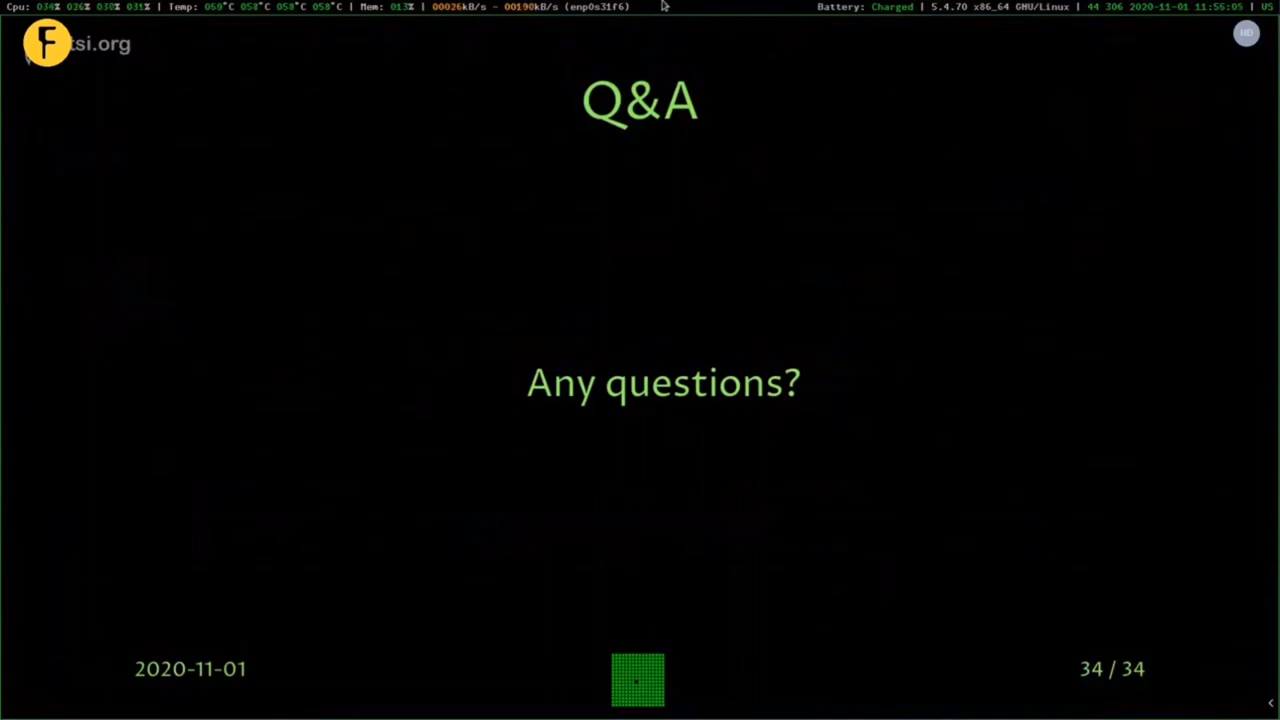 Cpu: 034% 026% 030% 031% | Temp: 059°C 058°C 058°C 058°C | Mem: 013% | 00026kB/s - 00190kB/s (enp0s31f6)
Battery: Charged | 5.4.70 x86_64 GNU/Linux | 44 306 2020-11-01 11:56:05 | US
tsi.org
Q&A
Any questions?
2020-11-01
34 / 34